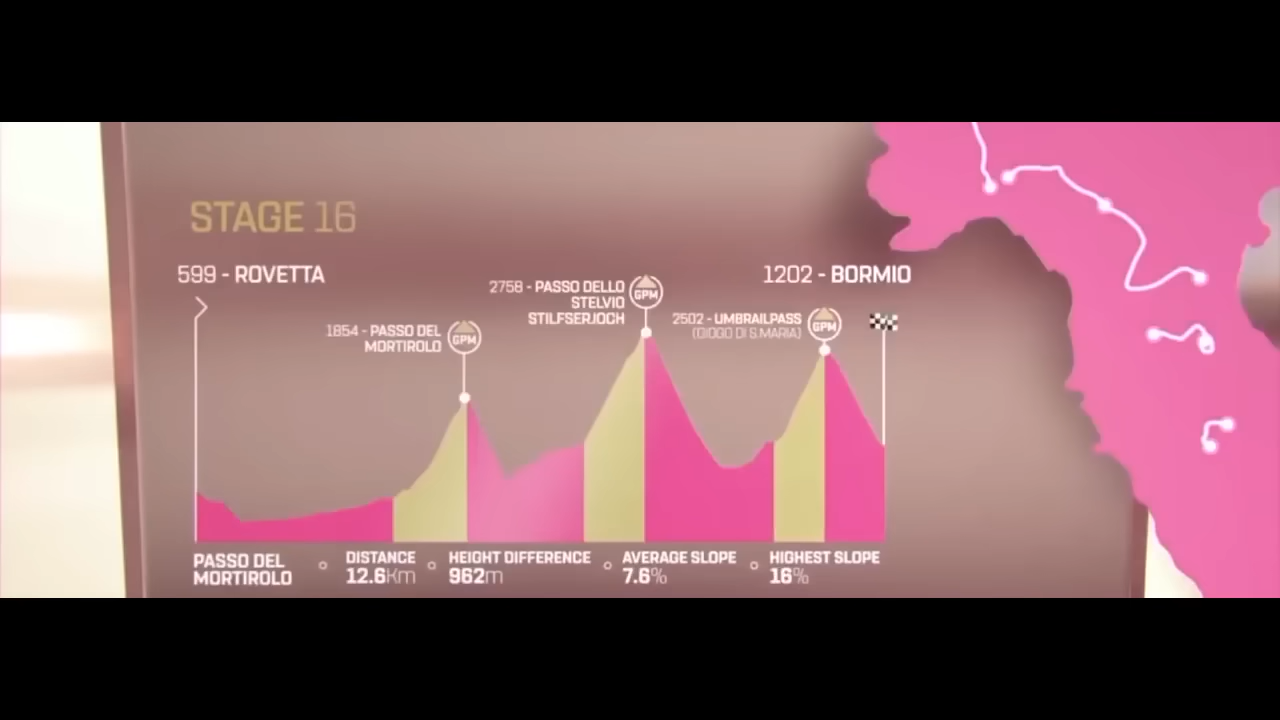 STAGE 16
599 - ROVETTA
1202 - BORMIO
2758 - PASSO DELLO
STELVIO
STILFSERJOCH
GPM
2502 - UMBRAILPASS
(GIOGO DI S.MARIA)
GPM
1854 - PASSO DEL
MORTIROLO
GPM
PASSO DEL
MORTIROLO
DISTANCE
12.6Km
HEIGHT DIFFERENCE
962m
AVERAGE SLOPE
7.6%
HIGHEST SLOPE
16%